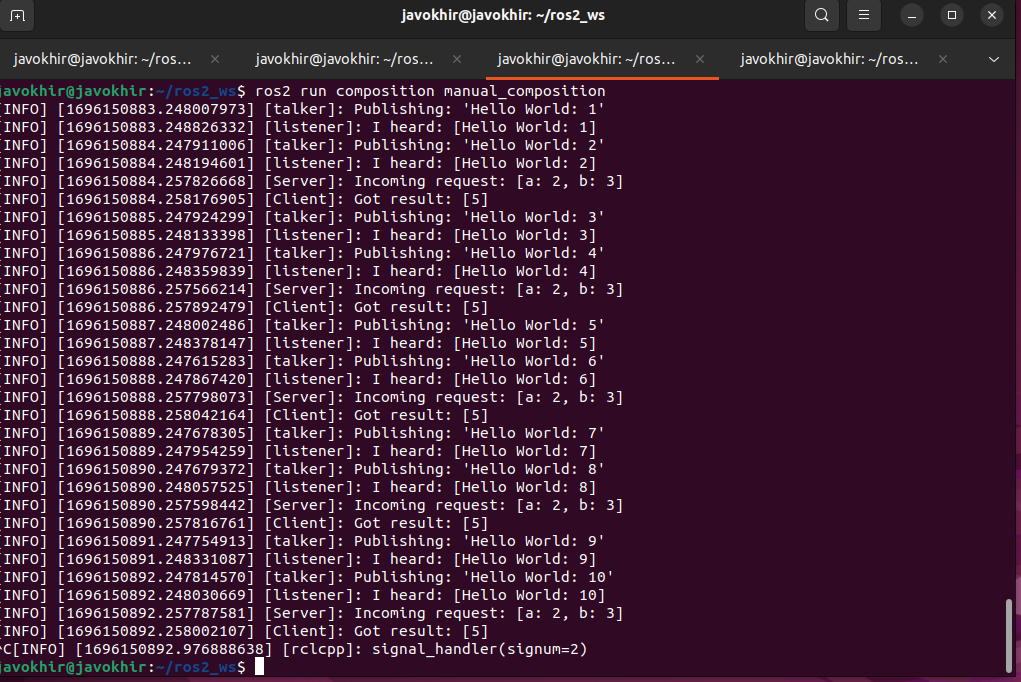 javokhir@javokhir: ~/ros2_ws
javokhir@javokhir: ~/ros... javokhir@javokhir: ~/ros... javokhir@javokhir: ~/ros... javokhir@javokhir: ~/ros...
javokhir@javokhir:~/ros2_ws$ ros2 run composition manual_composition
[INFO] [1696150883.248007973] [talker]: Publishing: 'Hello World: 1'
[INFO] [1696150883.248826332] [listener]: I heard: [Hello World: 1]
[INFO] [1696150884.247911006] [talker]: Publishing: 'Hello World: 2'
[INFO] [1696150884.248194601] [listener]: I heard: [Hello World: 2]
[INFO] [1696150884.257826668] [Server]: Incoming request: [a: 2, b: 3]
[INFO] [1696150884.258176905] [Client]: Got result: [5]
[INFO] [1696150885.247924299] [talker]: Publishing: 'Hello World: 3'
[INFO] [1696150885.248133398] [listener]: I heard: [Hello World: 3]
[INFO] [1696150886.247976721] [talker]: Publishing: 'Hello World: 4'
[INFO] [1696150886.248359839] [listener]: I heard: [Hello World: 4]
[INFO] [1696150886.257566214] [Server]: Incoming request: [a: 2, b: 3]
[INFO] [1696150886.257892479] [Client]: Got result: [5]
[INFO] [1696150887.248002486] [talker]: Publishing: 'Hello World: 5'
[INFO] [1696150887.248378147] [listener]: I heard: [Hello World: 5]
[INFO] [1696150888.247615283] [talker]: Publishing: 'Hello World: 6'
[INFO] [1696150888.247867420] [listener]: I heard: [Hello World: 6]
[INFO] [1696150888.257798073] [Server]: Incoming request: [a: 2, b: 3]
[INFO] [1696150888.258042164] [Client]: Got result: [5]
[INFO] [1696150889.247678305] [talker]: Publishing: 'Hello World: 7'
[INFO] [1696150889.247954259] [listener]: I heard: [Hello World: 7]
[INFO] [1696150890.247679372] [talker]: Publishing: 'Hello World: 8'
[INFO] [1696150890.248057525] [listener]: I heard: [Hello World: 8]
[INFO] [1696150890.257598442] [Server]: Incoming request: [a: 2, b: 3]
[INFO] [1696150890.257816761] [Client]: Got result: [5]
[INFO] [1696150891.247754913] [talker]: Publishing: 'Hello World: 9'
[INFO] [1696150891.248331087] [listener]: I heard: [Hello World: 9]
[INFO] [1696150892.247814570] [talker]: Publishing: 'Hello World: 10'
[INFO] [1696150892.248030669] [listener]: I heard: [Hello World: 10]
[INFO] [1696150892.257787581] [Server]: Incoming request: [a: 2, b: 3]
[INFO] [1696150892.258002107] [Client]: Got result: [5]
^C[INFO] [1696150892.976888638] [rclcpp]: signal_handler(signum=2)
javokhir@javokhir:~/ros2_ws$